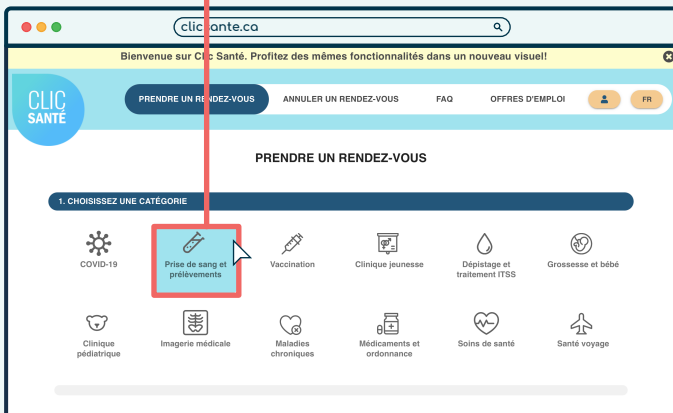 clicsante.ca
Bienvenue sur Clic Santé. Profitez des mêmes fonctionnalités dans un nouveau visuel!
CLIC
SANTÉ
PRENDRE UN RENDEZ-VOUS
ANNULER UN RENDEZ-VOUS
FAQ
OFFRES D'EMPLOI
FR
PRENDRE UN RENDEZ-VOUS
1. CHOISISSEZ UNE CATÉGORIE
COVID-19
Prise de sang et
prélèvements
Vaccination
Clinique jeunesse
Dépistage et
traitement ITSS
Grossesse et bébé
Clinique
pédiatrique
Imagerie médicale
Maladies
chroniques
Médicaments et
ordonnance
Soins de santé
Santé voyage